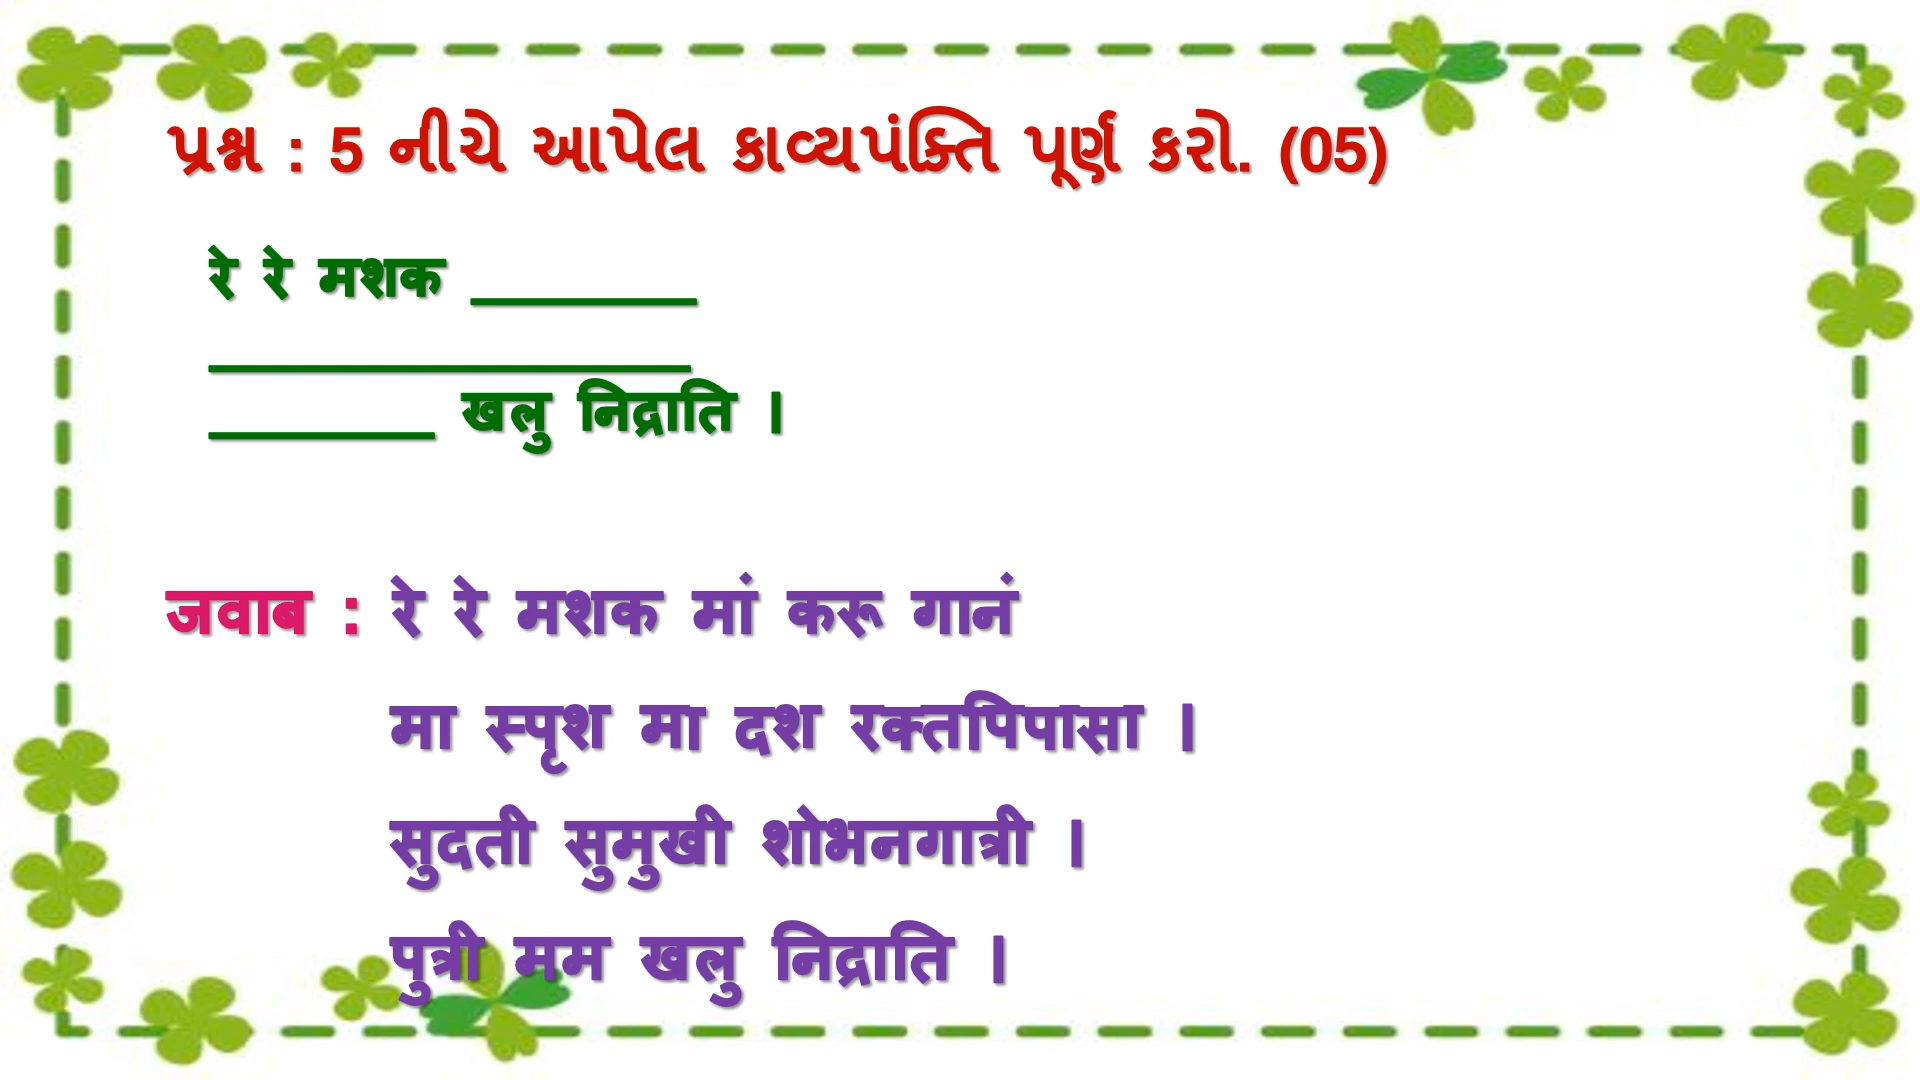 પ્રશ્ન : 5 નીચે આપેલ કાવ્યપંક્તિ પૂર્ણ કરો. (05)
रे रे मशक ________
_________________
________ खलु निद्राति ।
जवाब : रे रे मशक मां करू गानं
मा स्पृश मा दश रक्तपिपासा ।
सुदती सुमुखी शोभनगात्री ।
पुत्री मम खलु निद्राति ।